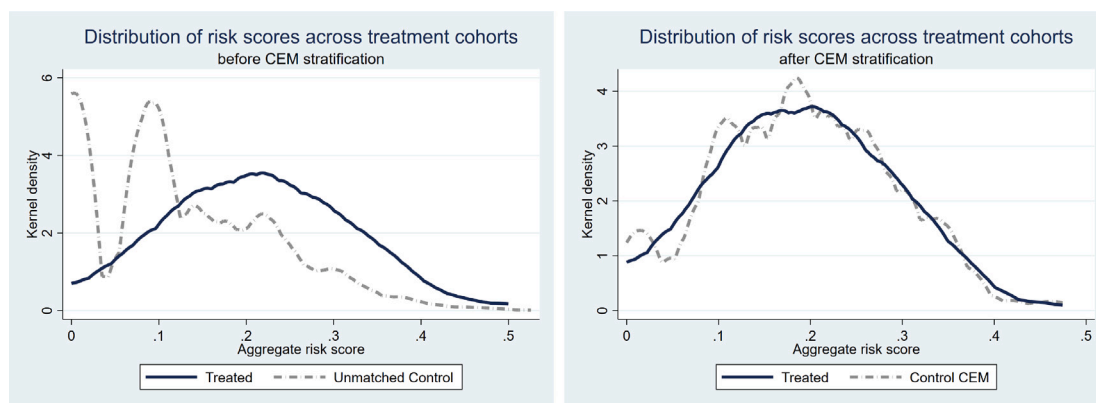 Distribution of risk scores across treatment cohorts
before CEM stratification
Kernel density
6
4
2
0
0 .1 .2 .3 .4 .5
Aggregate risk score
Treated Unmatched Control
Distribution of risk scores across treatment cohorts
after CEM stratification
Kernel density
4
3
2
1
0
0 .1 .2 .3 .4 .5
Aggregate risk score
Treated Control CEM